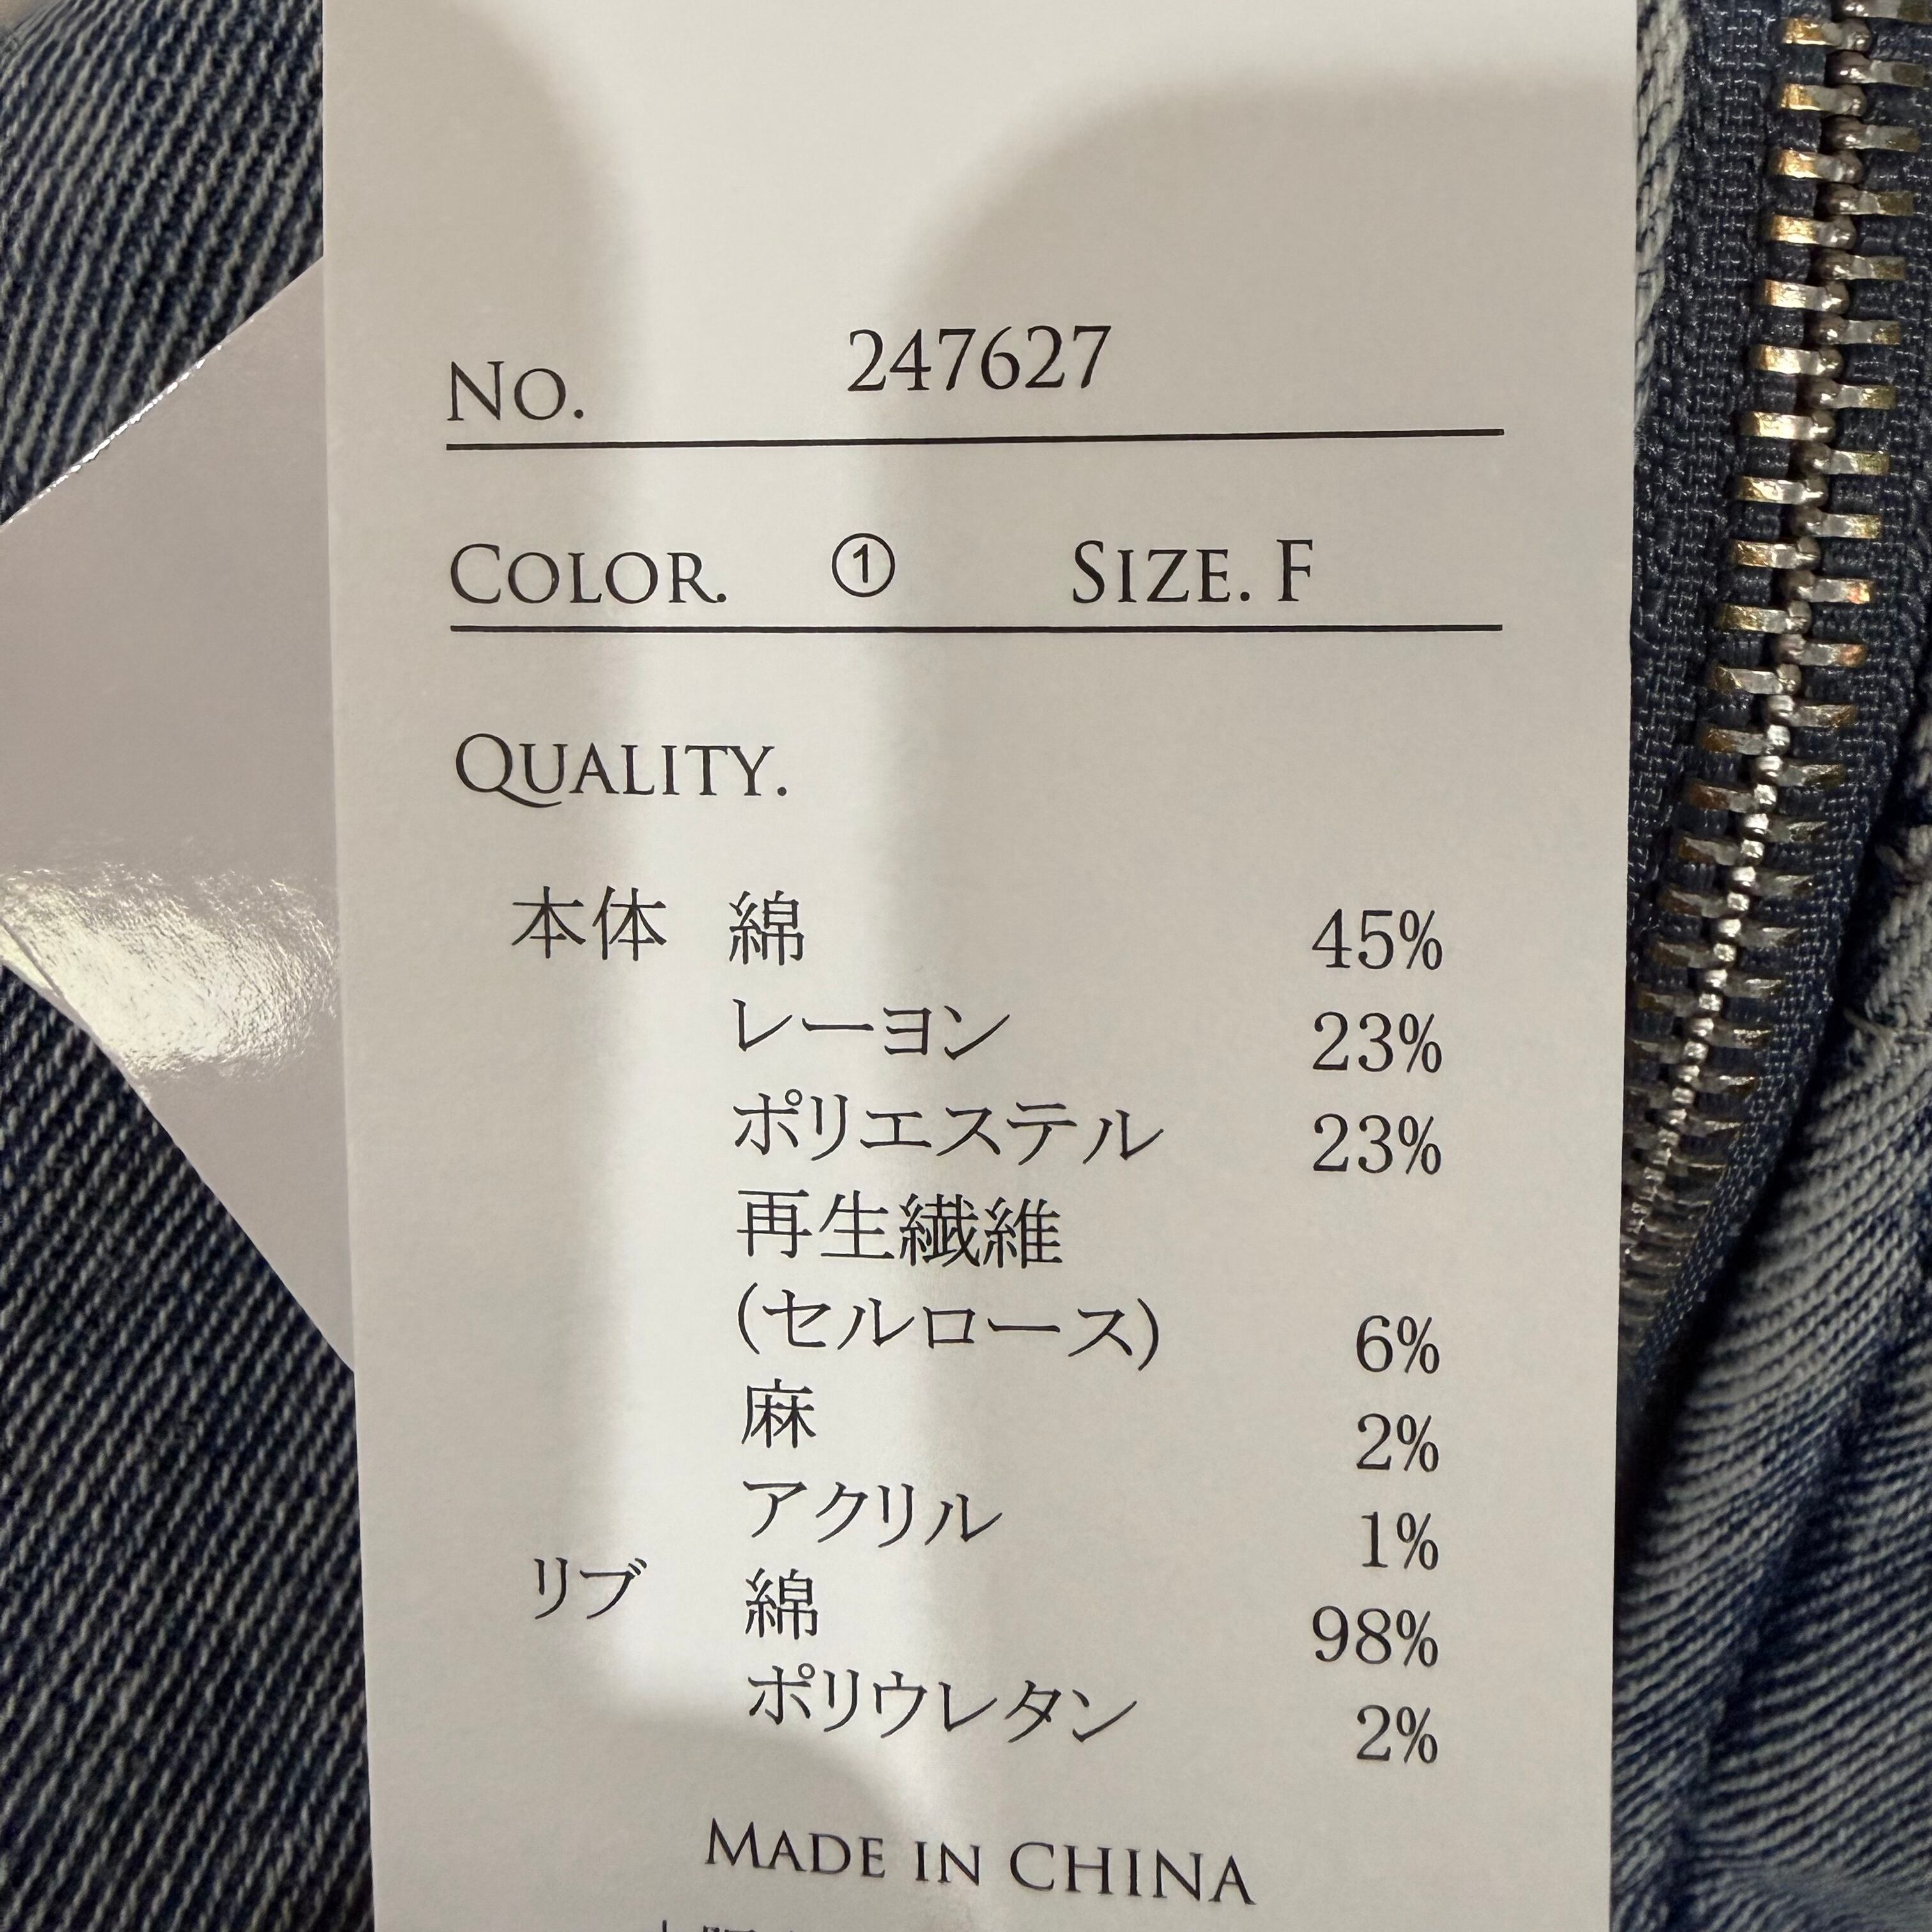 No. 247627
COLOR. ① SIZE. F
QUALITY.
本体 綿 45%
レーヨン 23%
ポリエステル 23%
再生繊維
(セルロース) 6%
麻 2%
アクリル 1%
リブ 綿 98%
ポリウレタン 2%
MADE IN CHINA